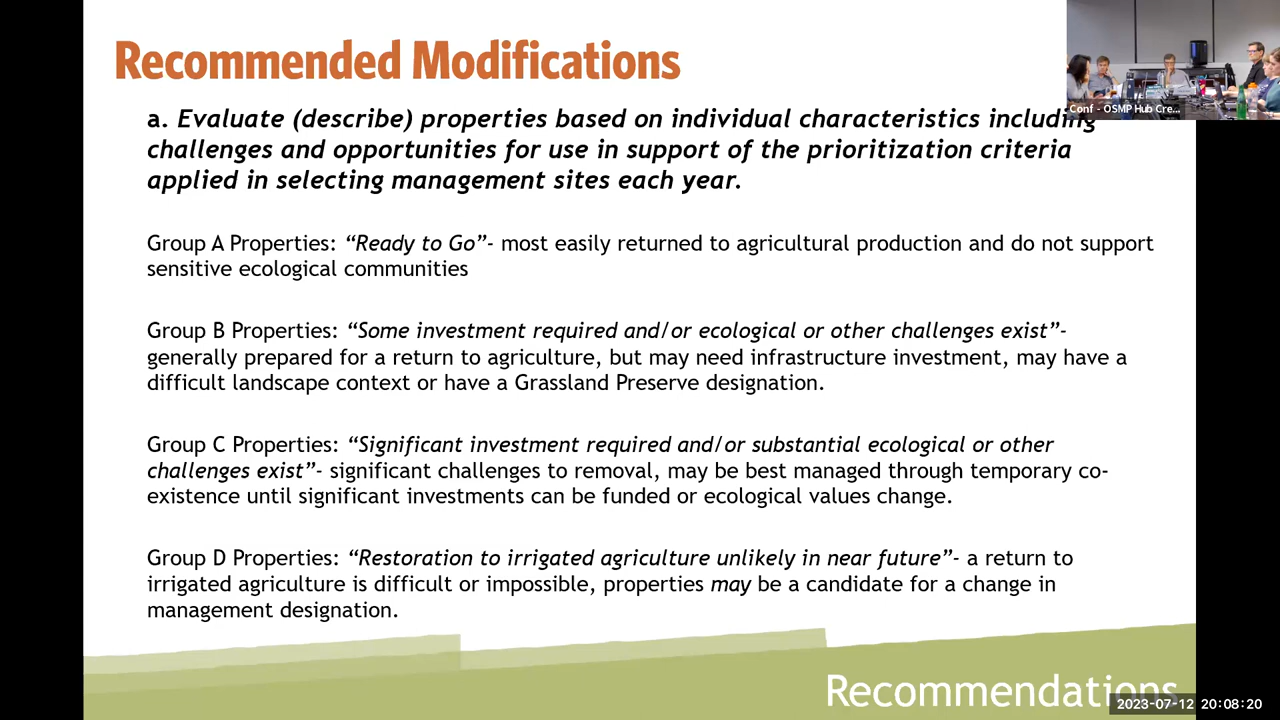 Recommended Modifications
Conf - OSMP Hub Cre...
a. Evaluate (describe) properties based on individual characteristics including
challenges and opportunities for use in support of the prioritization criteria
applied in selecting management sites each year.
Group A Properties: “Ready to Go”- most easily returned to agricultural production and do not support
sensitive ecological communities
Group B Properties: “Some investment required and/or ecological or other challenges exist”-
generally prepared for a return to agriculture, but may need infrastructure investment, may have a
difficult landscape context or have a Grassland Preserve designation.
Group C Properties: “Significant investment required and/or substantial ecological or other
challenges exist”- significant challenges to removal, may be best managed through temporary co-
existence until significant investments can be funded or ecological values change.
Group D Properties: “Restoration to irrigated agriculture unlikely in near future”- a return to
irrigated agriculture is difficult or impossible, properties may be a candidate for a change in
management designation.
Recommendations
2023-07-12 20:08:20